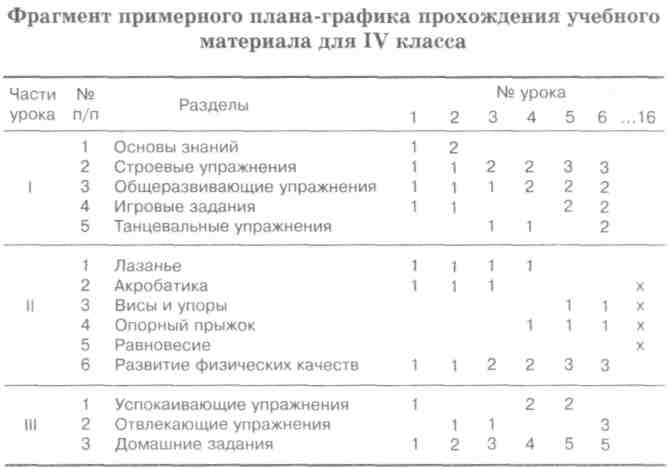 Фрагмент примерного плана-графика прохождения учебного
материала для IV класса
Части урока № п/п Разделы № урока
1 2 3 4 5 6 ...16
1 Основы знаний 1 2
2 Строевые упражнения 1 1 2 2 3 3
I 3 Общеразвивающие упражнения 1 1 1 2 2 2
4 Игровые задания 1 1 2 2
5 Танцевальные упражнения 1 1 2
1 Лазанье 1 1 1 1
2 Акробатика 1 1 1 x
II 3 Висы и упоры 1 1 x
4 Опорный прыжок 1 1 1 x
5 Равновесие x
6 Развитие физических качеств 1 1 2 2 3 3
1 Успокаивающие упражнения 1 2 2
III 2 Отвлекающие упражнения 1 1 3
3 Домашние задания 1 2 3 4 5 5